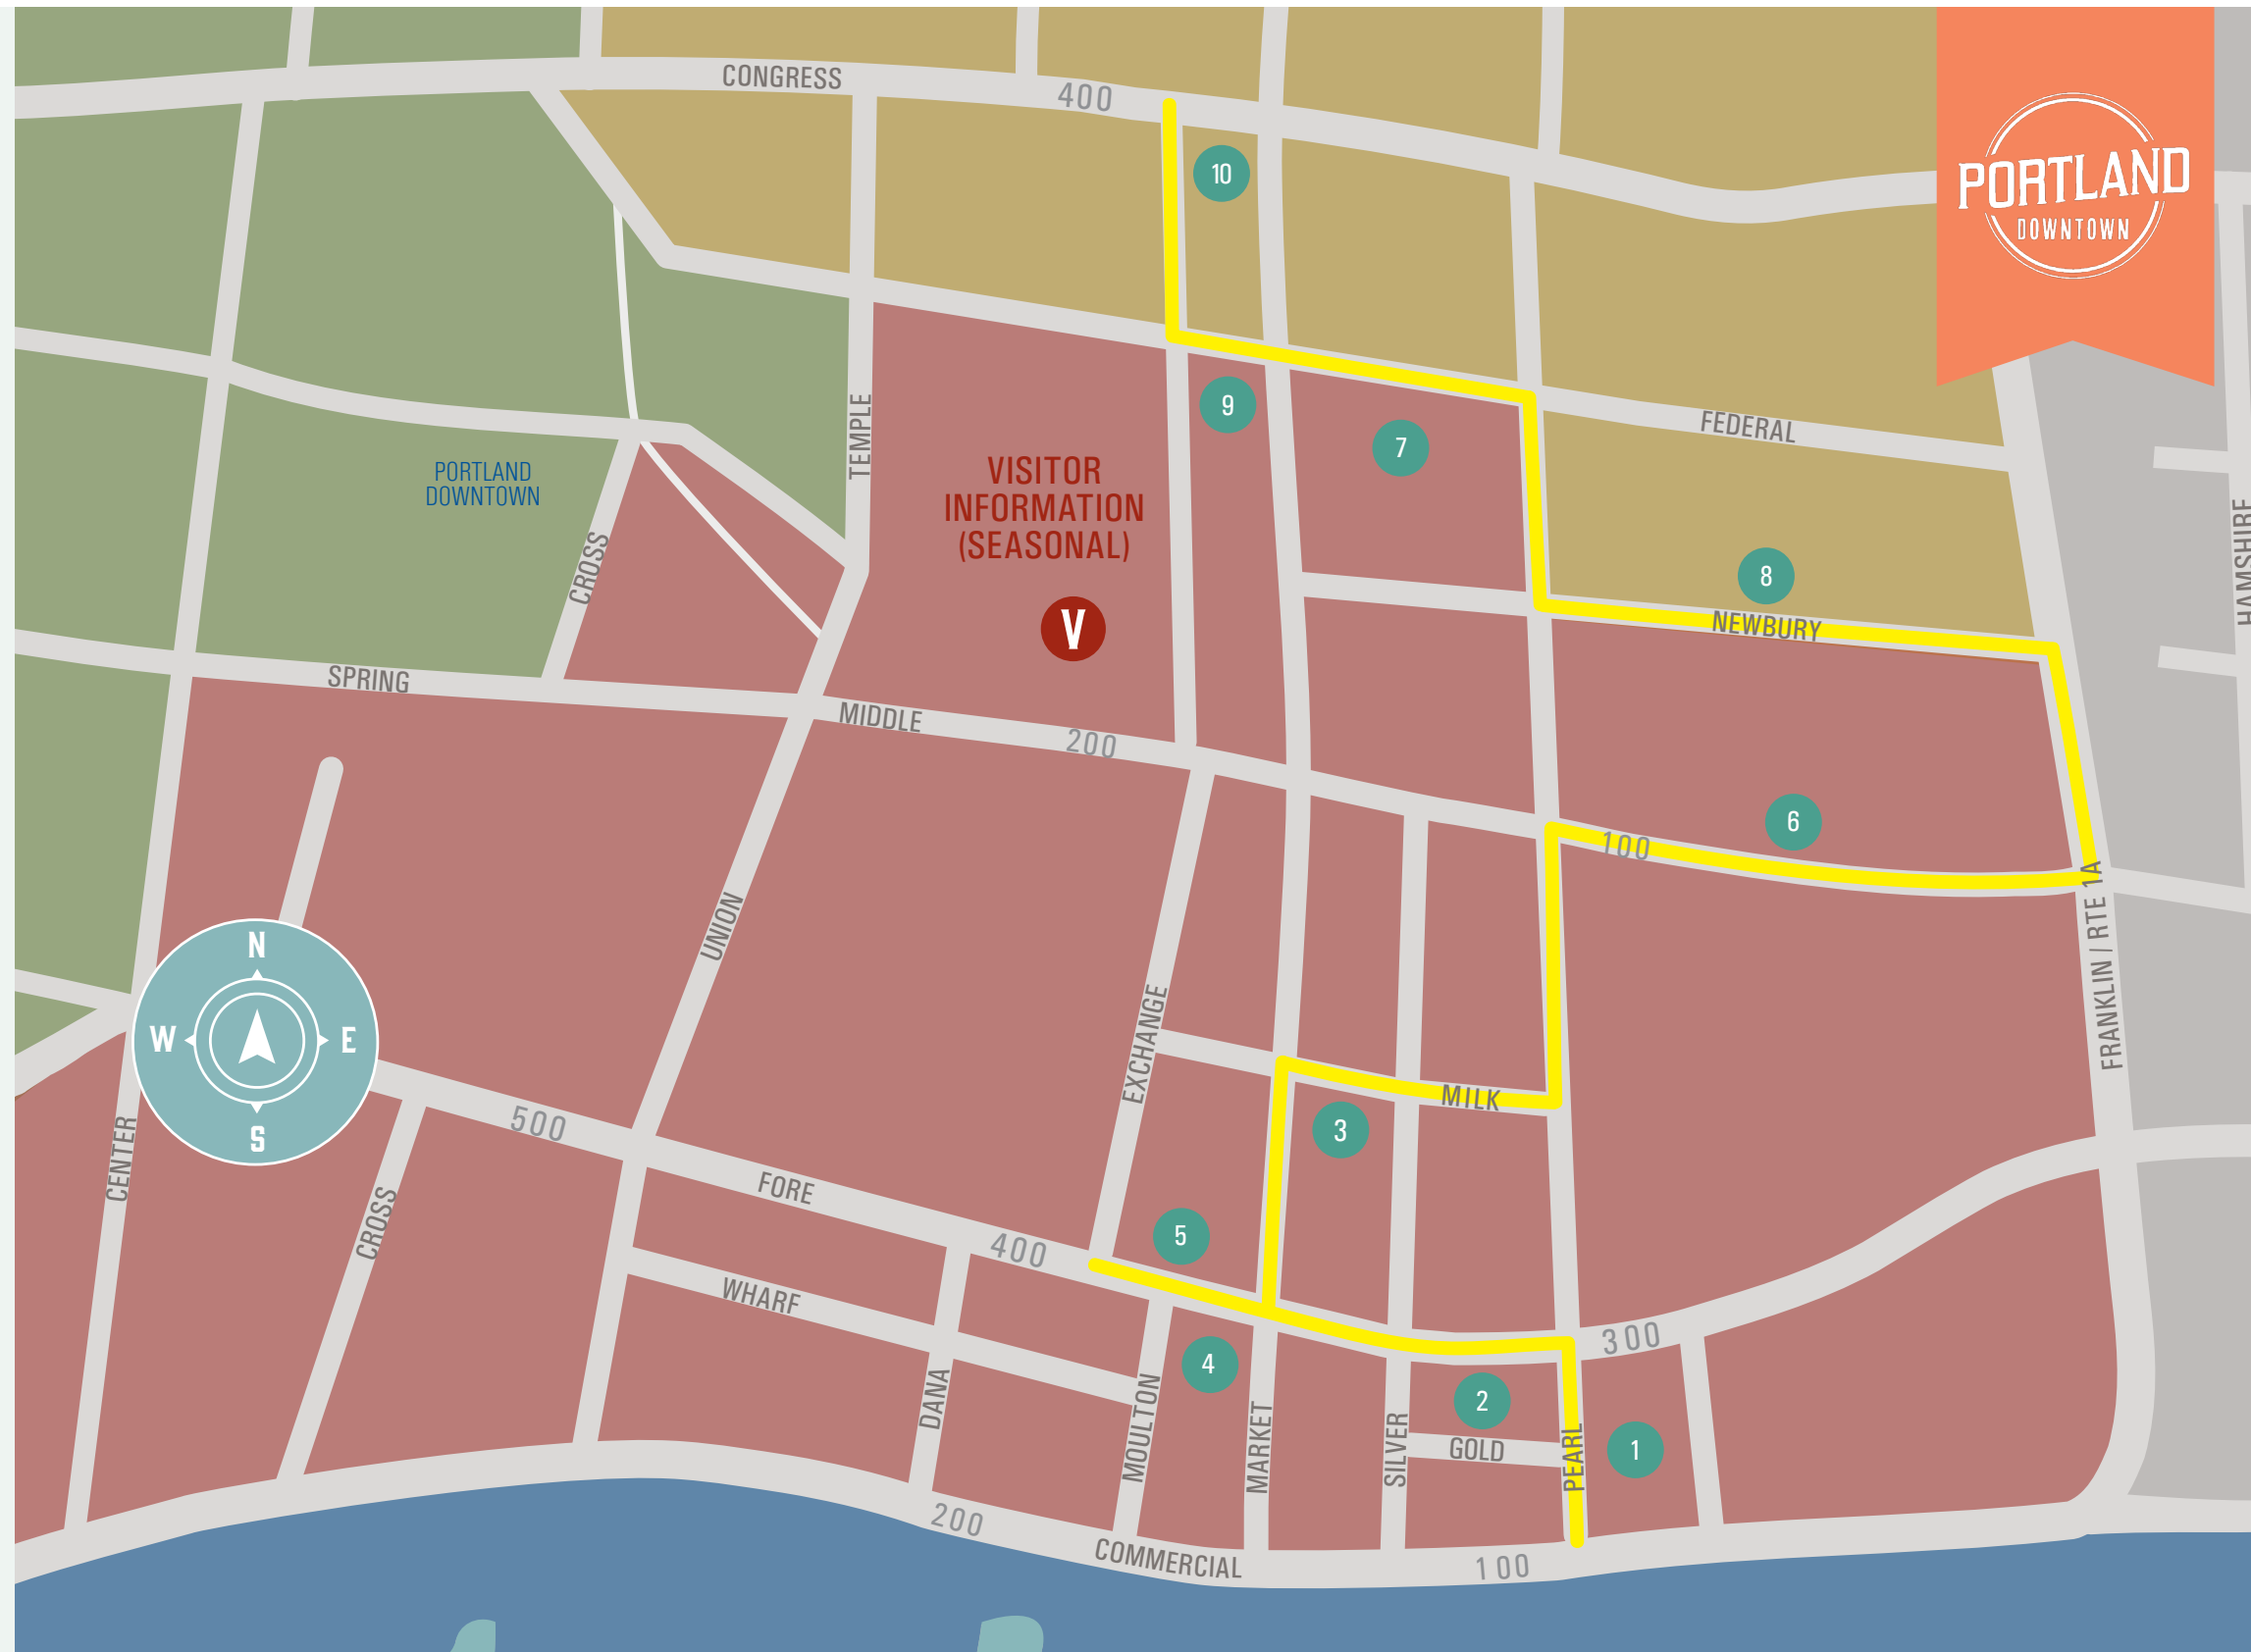 CONGRESS
400
PORTLAND
DOWNTOWN
10
9
7
FEDERAL
TEMPLE
VISITOR
INFORMATION
(SEASONAL)
V
PORTLAND
DOWNTOWN
CROSS
8
NEWBURY
HAMSHIRE
SPRING
MIDDLE
200
100
6
FRANKLIN / RTE 1A
UNION
N
W
E
S
EXCHANGE
MILK
3
500
FORE
400
5
CENTER
CROSS
WHARF
300
4
2
DANA
MOULTON
MARKET
SILVER
GOLD
PEARL
1
200
COMMERCIAL
100